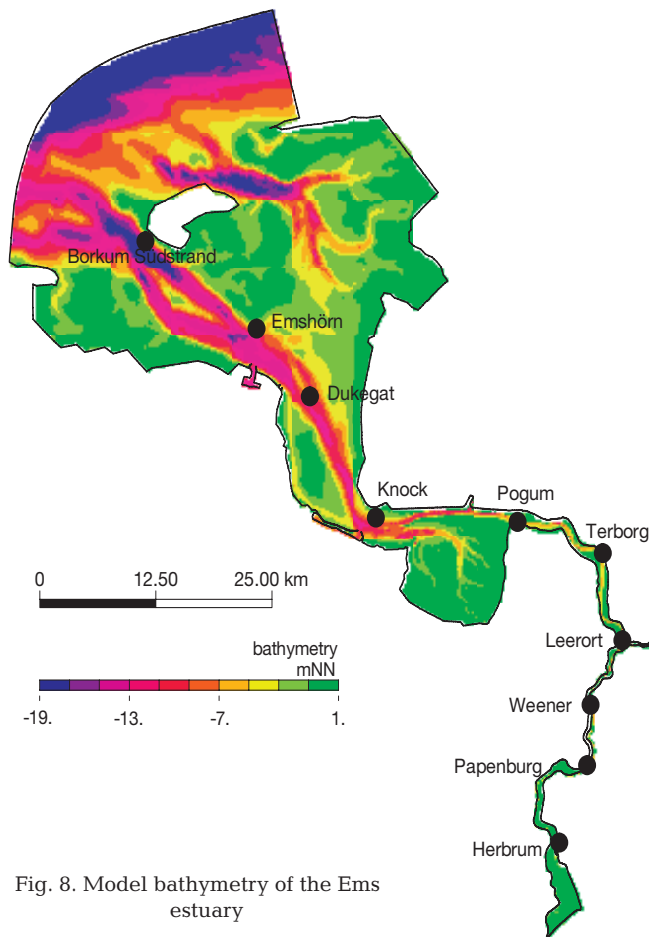 Borkum Südstrand
Emshörn
Dukegat
Knock
Pogum
Terborg
0 12.50 25.00 km
Leerort
bathymetry
mNN
-19. -13. -7. 1.
Weener
Papenburg
Herbrum
Fig. 8. Model bathymetry of the Ems
estuary